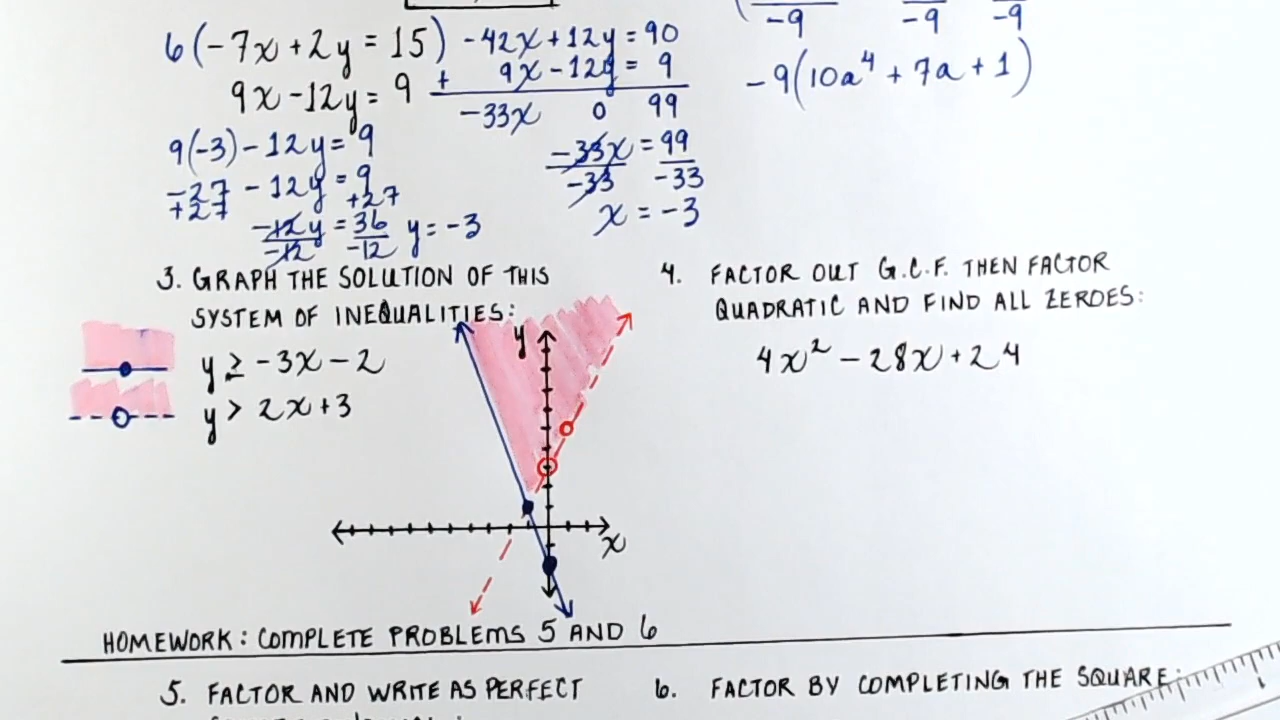 6(-7x + 2y = 15) -42x + 12y = 90
9x - 12y = 9 + 9x - 12y = 9
-33x 0 99
9(-3) - 12y = 9
-27 - 12y = 9
+27 +27
-12y = 36 y = -3
-12 -12
-33x = 99
-33 -33
x = -3
-9 -9 -9
-9(10a⁴ + 7a + 1)
3. GRAPH THE SOLUTION OF THIS
SYSTEM OF INEQUALITIES:
y ≥ -3x - 2
y > 2x + 3
y
x
4. FACTOR OUT G.C.F. THEN FACTOR
QUADRATIC AND FIND ALL ZEROES:
4x² - 28x + 24
HOMEWORK: COMPLETE PROBLEMS 5 AND 6
5. FACTOR AND WRITE AS PERFECT
6. FACTOR BY COMPLETING THE SQUARE: